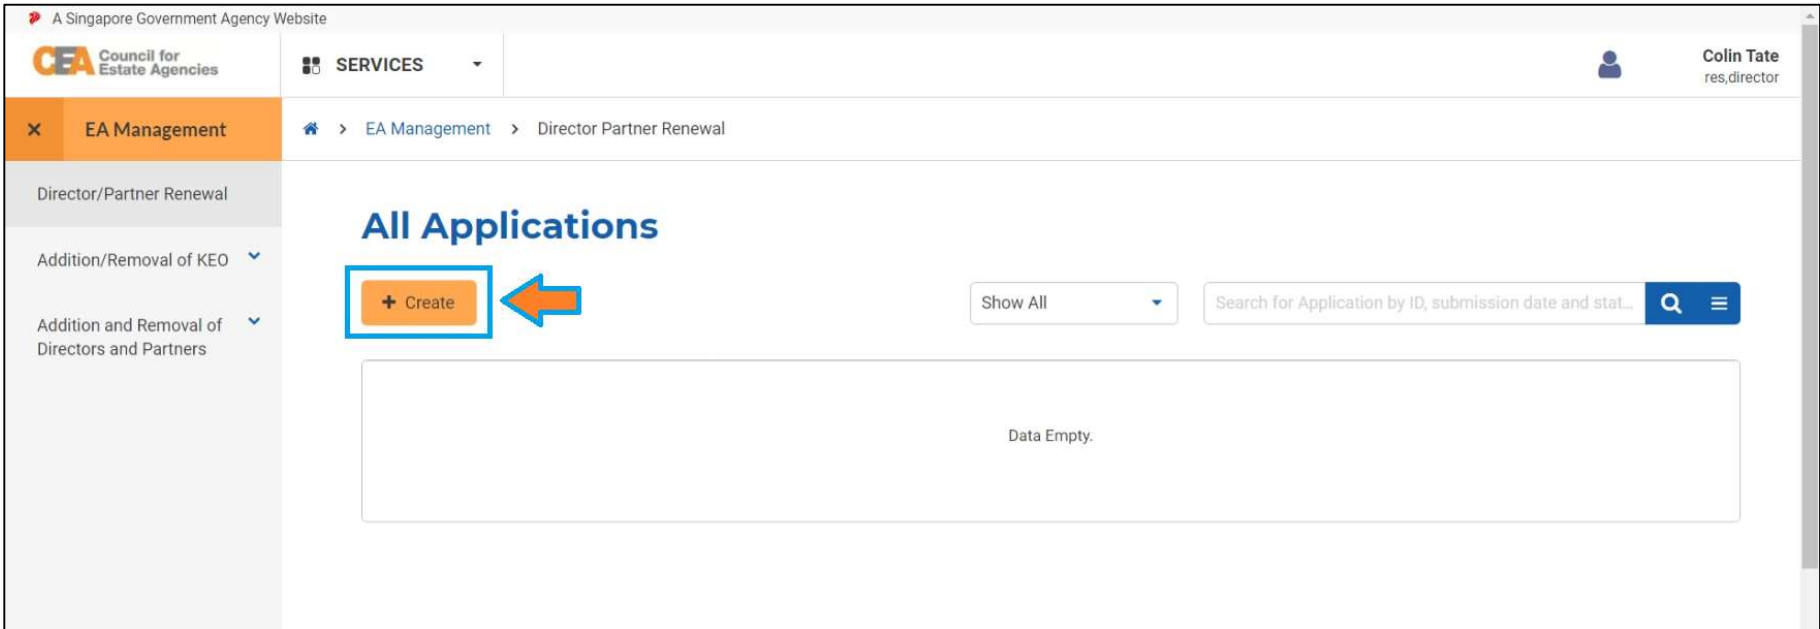 A Singapore Government Agency Website
CEA Council for
Estate Agencies
SERVICES
Colin Tate
res,director
× EA Management
> EA Management > Director Partner Renewal
Director/Partner Renewal
Addition/Removal of KEO
Addition and Removal of
Directors and Partners
All Applications
+ Create
Show All
Search for Application by ID, submission date and stat...
Data Empty.